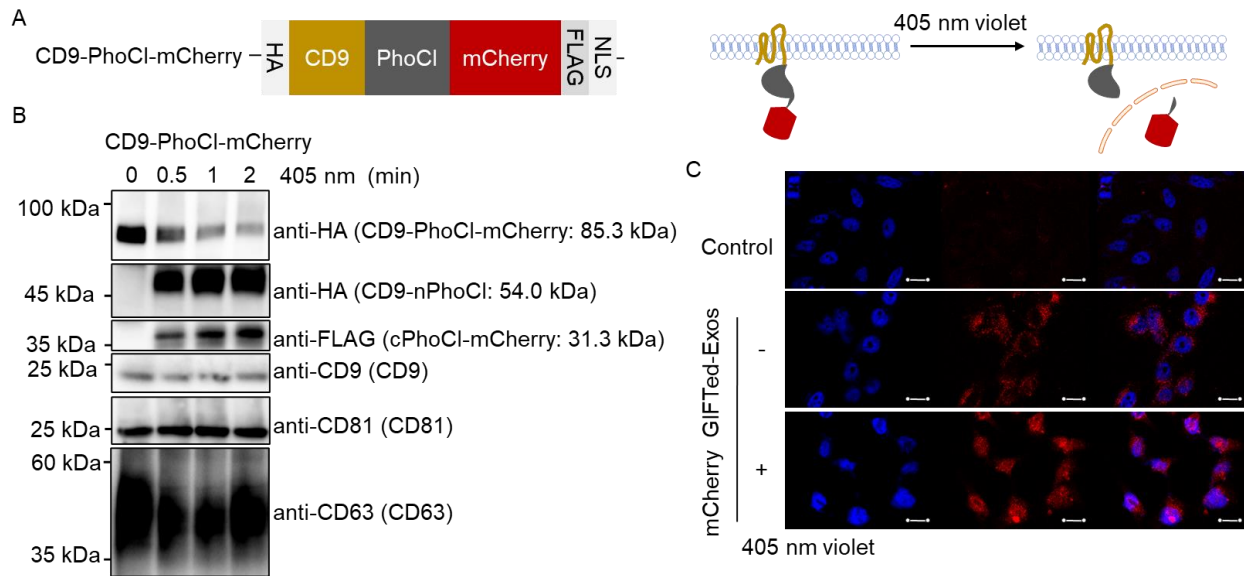 A
CD9-PhoCl-mCherry
HA
CD9
PhoCl
mCherry
FLAG
NLS
405 nm violet
B
CD9-PhoCl-mCherry
0 0.5 1 2 405 nm (min)
100 kDa
anti-HA (CD9-PhoCl-mCherry: 85.3 kDa)
45 kDa
anti-HA (CD9-nPhoCl: 54.0 kDa)
35 kDa
anti-FLAG (cPhoCl-mCherry: 31.3 kDa)
25 kDa
anti-CD9 (CD9)
25 kDa
anti-CD81 (CD81)
60 kDa
anti-CD63 (CD63)
35 kDa
C
Control
mCherry GIFTed-Exos
-
+
405 nm violet